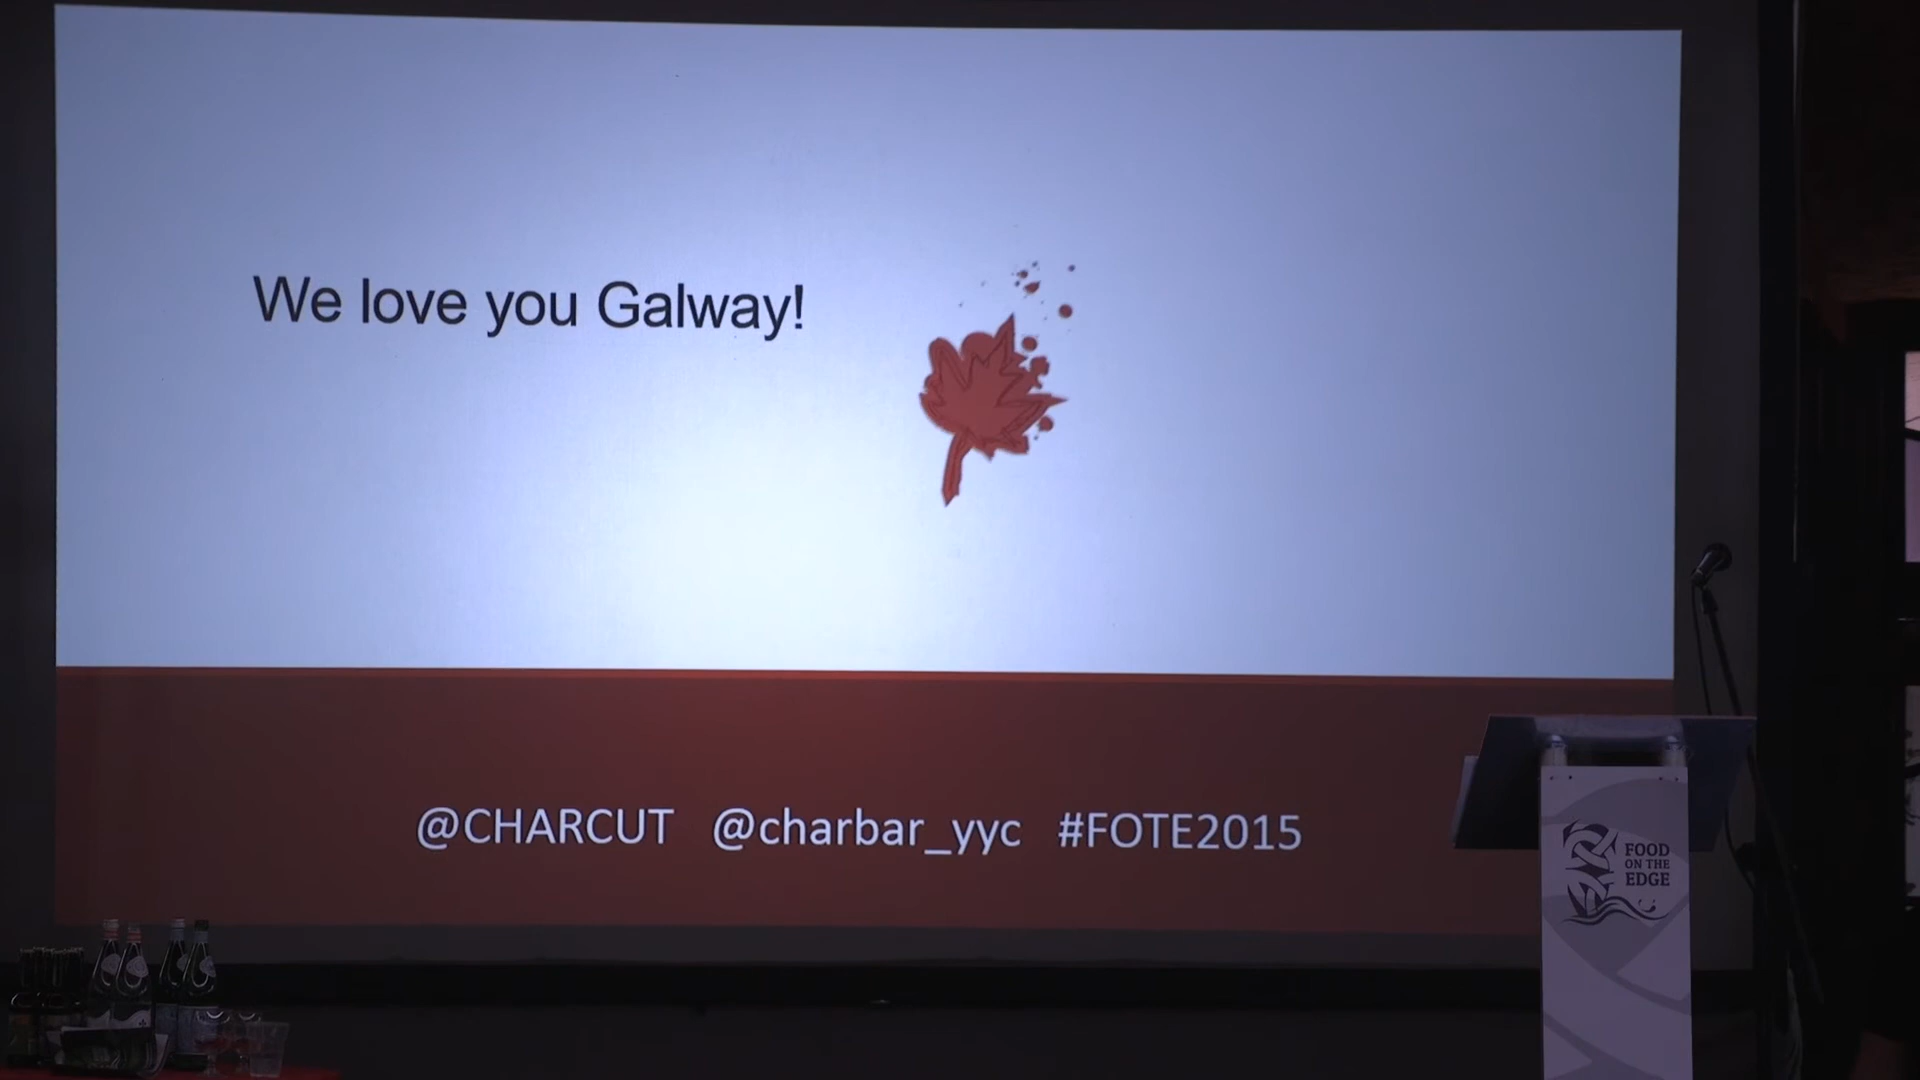 We love you Galway!
@CHARCUT @charbar_yyc #FOTE2015
FOOD
ON THE
EDGE